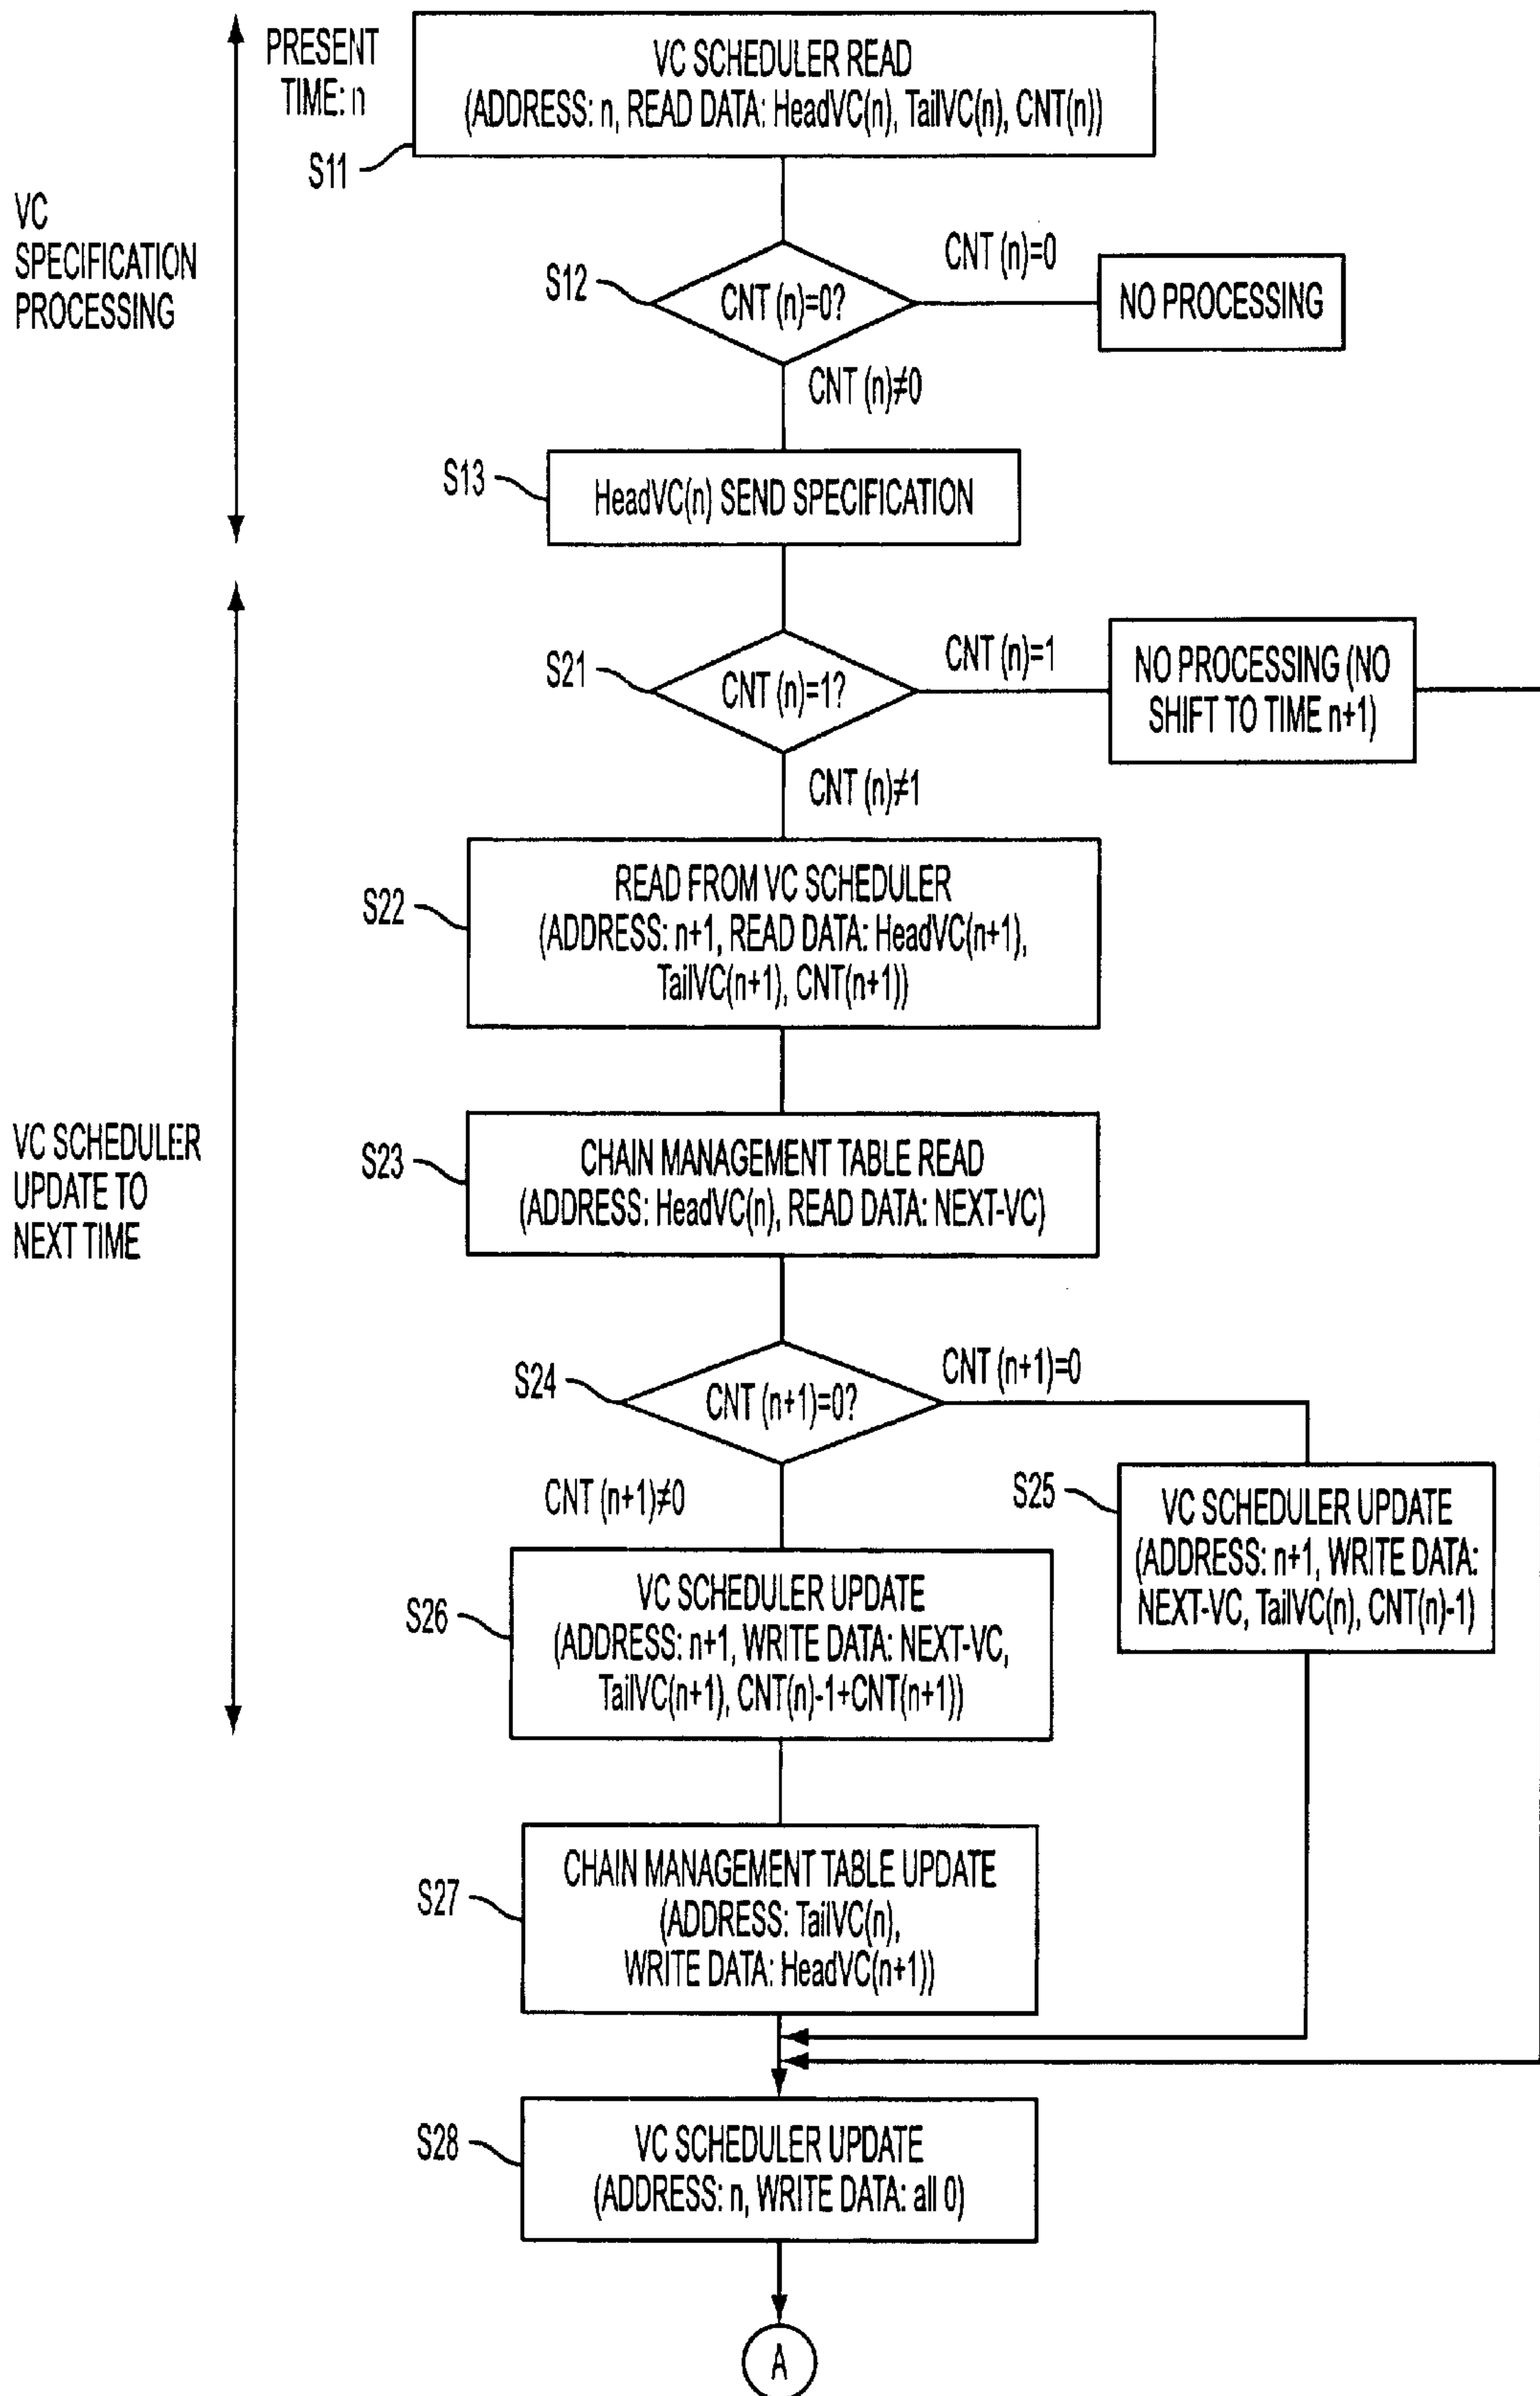 PRESENT
TIME: n
VC SCHEDULER READ
(ADDRESS: n, READ DATA: HeadVC(n), TailVC(n), CNT(n))
S11
VC
SPECIFICATION
PROCESSING
S12
CNT (n)=0?
CNT (n)=0
NO PROCESSING
CNT (n)≠0
S13
HeadVC(n) SEND SPECIFICATION
S21
CNT (n)=1?
CNT (n)=1
NO PROCESSING (NO
SHIFT TO TIME n+1)
CNT (n)≠1
S22
READ FROM VC SCHEDULER
(ADDRESS: n+1, READ DATA: HeadVC(n+1),
TailVC(n+1), CNT(n+1))
VC SCHEDULER
UPDATE TO
NEXT TIME
S23
CHAIN MANAGEMENT TABLE READ
(ADDRESS: HeadVC(n), READ DATA: NEXT-VC)
S24
CNT (n+1)=0?
CNT (n+1)=0
CNT (n+1)≠0
S25
VC SCHEDULER UPDATE
(ADDRESS: n+1, WRITE DATA:
NEXT-VC, TailVC(n), CNT(n)-1)
S26
VC SCHEDULER UPDATE
(ADDRESS: n+1, WRITE DATA: NEXT-VC,
TailVC(n+1), CNT(n)-1+CNT(n+1))
S27
CHAIN MANAGEMENT TABLE UPDATE
(ADDRESS: TailVC(n),
WRITE DATA: HeadVC(n+1))
S28
VC SCHEDULER UPDATE
(ADDRESS: n, WRITE DATA: all 0)
A